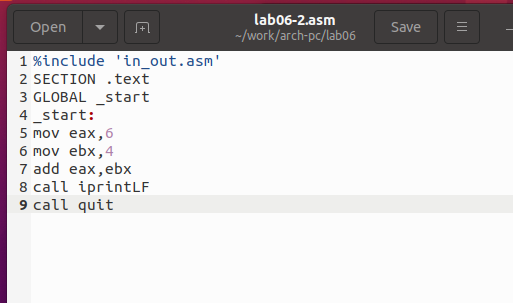 Open
lab06-2.asm
~/work/arch-pc/lab06
Save
1 %include 'in_out.asm'
2 SECTION .text
3 GLOBAL _start
4 _start:
5 mov eax,6
6 mov ebx,4
7 add eax,ebx
8 call iprintLF
9 call quit